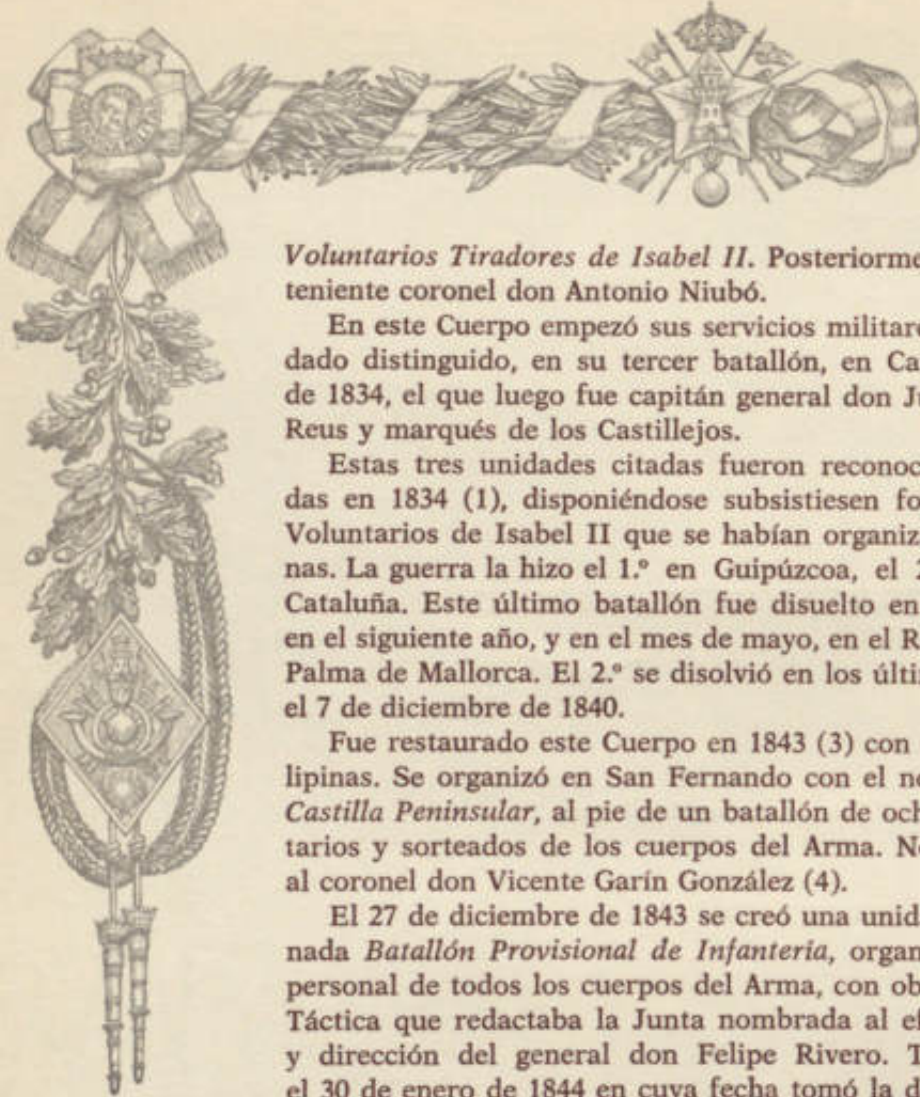 Voluntarios Tiradores de Isabel II. Posteriorme
teniente coronel don Antonio Niubó.
En este Cuerpo empezó sus servicios militare
dado distinguido, en su tercer batallón, en Ca
de 1834, el que luego fue capitán general don J
Reus y marqués de los Castillejos.
Estas tres unidades citadas fueron reconoc
das en 1834 (1), disponiéndose subsistiesen fo
Voluntarios de Isabel II que se habían organiz
nas. La guerra la hizo el 1.º en Guipúzcoa, el
Cataluña. Este último batallón fue disuelto en
en el siguiente año, y en el mes de mayo, en el R
Palma de Mallorca. El 2.º se disolvió en los últi
el 7 de diciembre de 1840.
Fue restaurado este Cuerpo en 1843 (3) con
lipinas. Se organizó en San Fernando con el n
Castilla Peninsular, al pie de un batallón de och
tarios y sorteados de los cuerpos del Arma. N
al coronel don Vicente Garín González (4).
El 27 de diciembre de 1843 se creó una unid
nada Batallón Provisional de Infanteria, organ
personal de todos los cuerpos del Arma, con ob
Táctica que redactaba la Junta nombrada al ef
y dirección del general don Felipe Rivero. T
el 30 de enero de 1844 en cuya fecha tomó la d